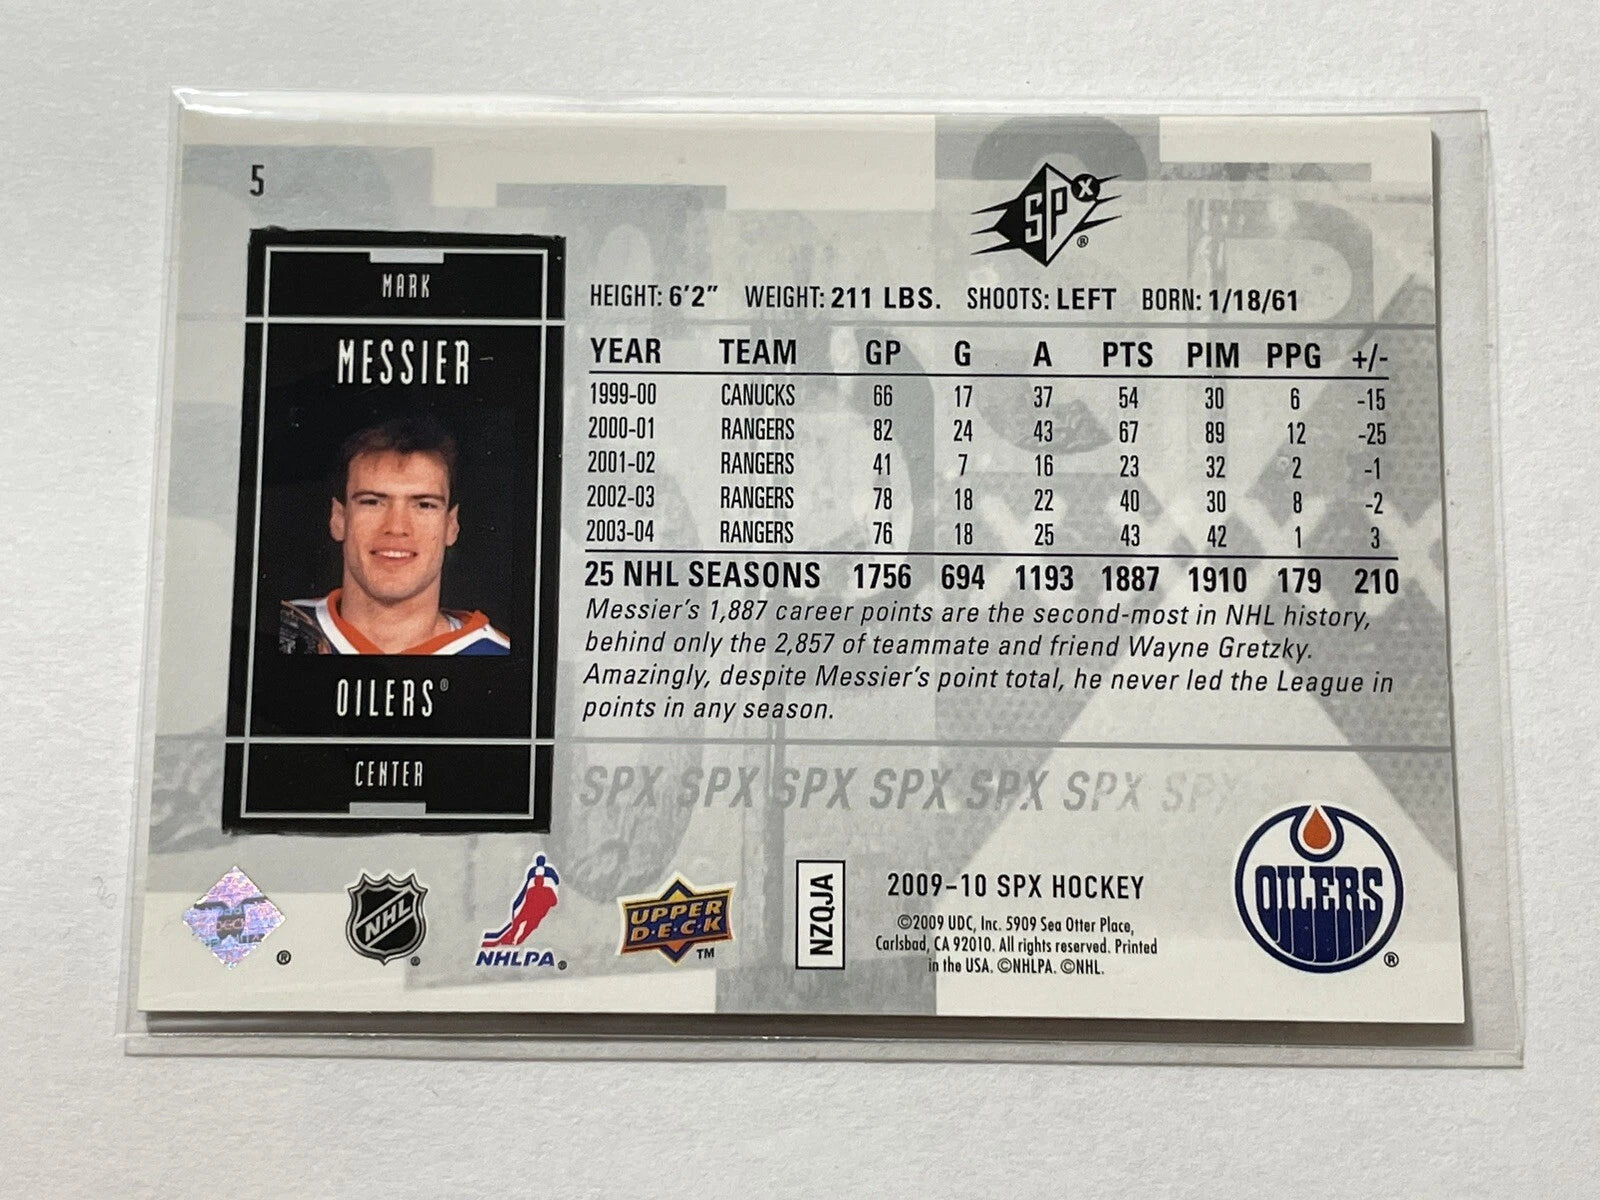 5
SPx®
MARK
MESSIER
OILERS®
CENTER
HEIGHT: 6'2" WEIGHT: 211 LBS. SHOOTS: LEFT BORN: 1/18/61
YEAR TEAM GP G A PTS PIM PPG +/-
1999-00 CANUCKS 66 17 37 54 30 6 -15
2000-01 RANGERS 82 24 43 67 89 12 -25
2001-02 RANGERS 41 7 16 23 32 2 -1
2002-03 RANGERS 78 18 22 40 30 8 -2
2003-04 RANGERS 76 18 25 43 42 1 3
25 NHL SEASONS 1756 694 1193 1887 1910 179 210
Messier's 1,887 career points are the second-most in NHL history,
behind only the 2,857 of teammate and friend Wayne Gretzky.
Amazingly, despite Messier's point total, he never led the League in
points in any season.
SPX SPX SPX SPX SPX SPX SPX
®
NHL®
NHLPA®
UPPER
D·E·C·K
TM
NZQJA
2009-10 SPX HOCKEY
©2009 UDC, Inc. 5909 Sea Otter Place,
Carlsbad, CA 92010. All rights reserved. Printed
in the USA. ©NHLPA. ©NHL.
OILERS®